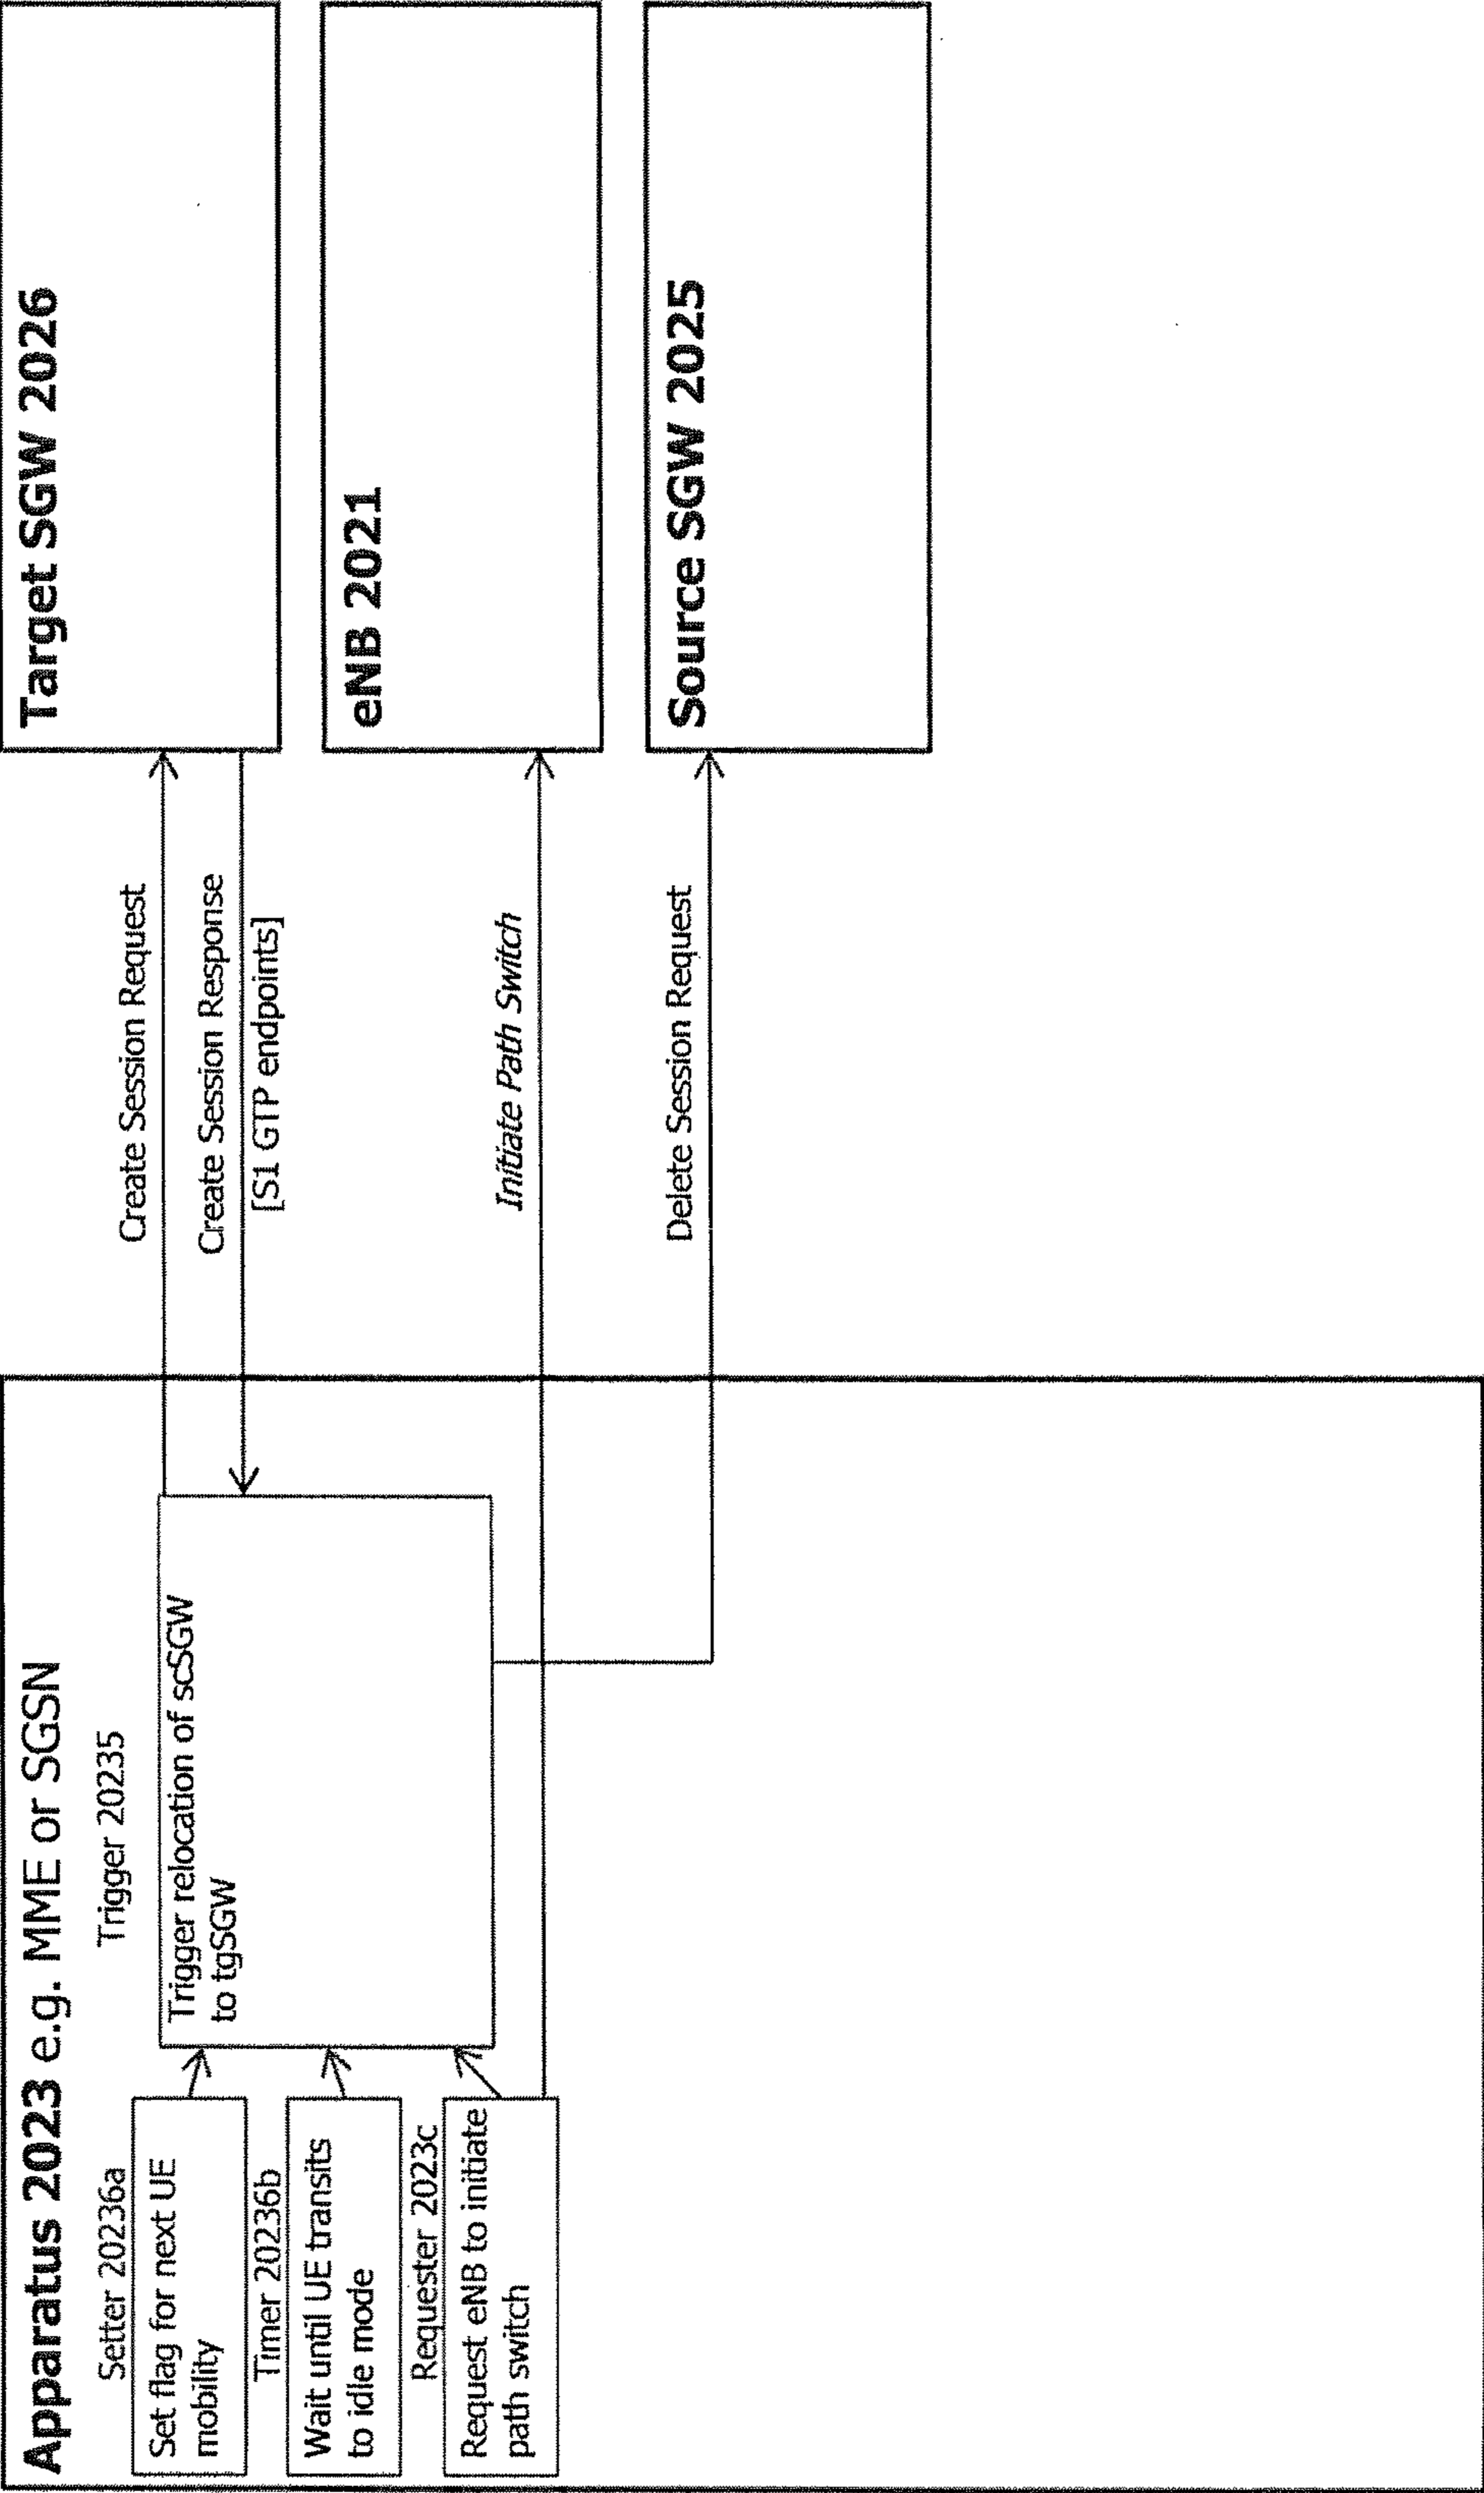 Apparatus 2023 e.g. MME or SGSN
Setter 20236a
Set flag for next UE
mobility
Timer 20236b
Wait until UE transits
to idle mode
Requester 2023c
Request eNB to initiate
path switch
Trigger 20235
Trigger relocation of scSGW
to tgSGW
Create Session Request
Create Session Response
[S1 GTP endpoints]
Initiate Path Switch
Delete Session Request
Target SGW 2026
eNB 2021
Source SGW 2025